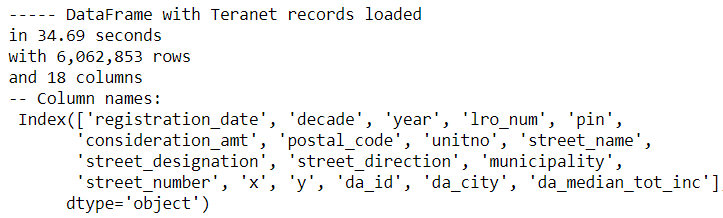 ----- DataFrame with Teranet records loaded
in 34.69 seconds
with 6,062,853 rows
and 18 columns
-- Column names:
 Index(['registration_date', 'decade', 'year', 'lro_num', 'pin',
       'consideration_amt', 'postal_code', 'unitno', 'street_name',
       'street_designation', 'street_direction', 'municipality',
       'street_number', 'x', 'y', 'da_id', 'da_city', 'da_median_tot_inc']
      dtype='object')